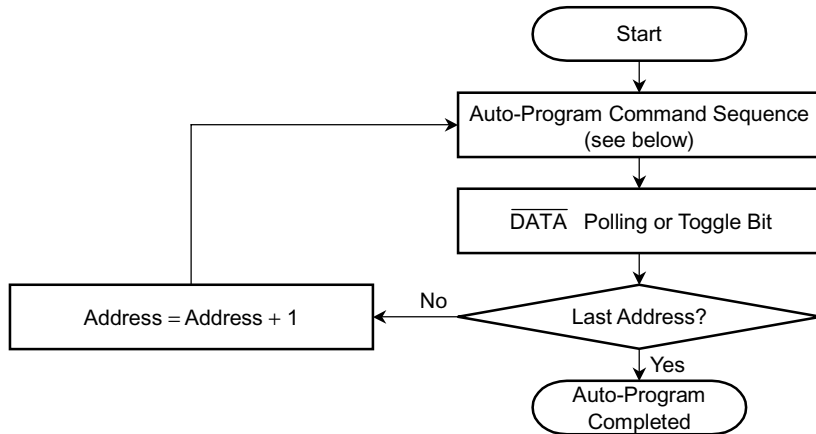 Start
Auto-Program Command Sequence
(see below)
DATA Polling or Toggle Bit
Last Address?
No
Address = Address + 1
Yes
Auto-Program
Completed